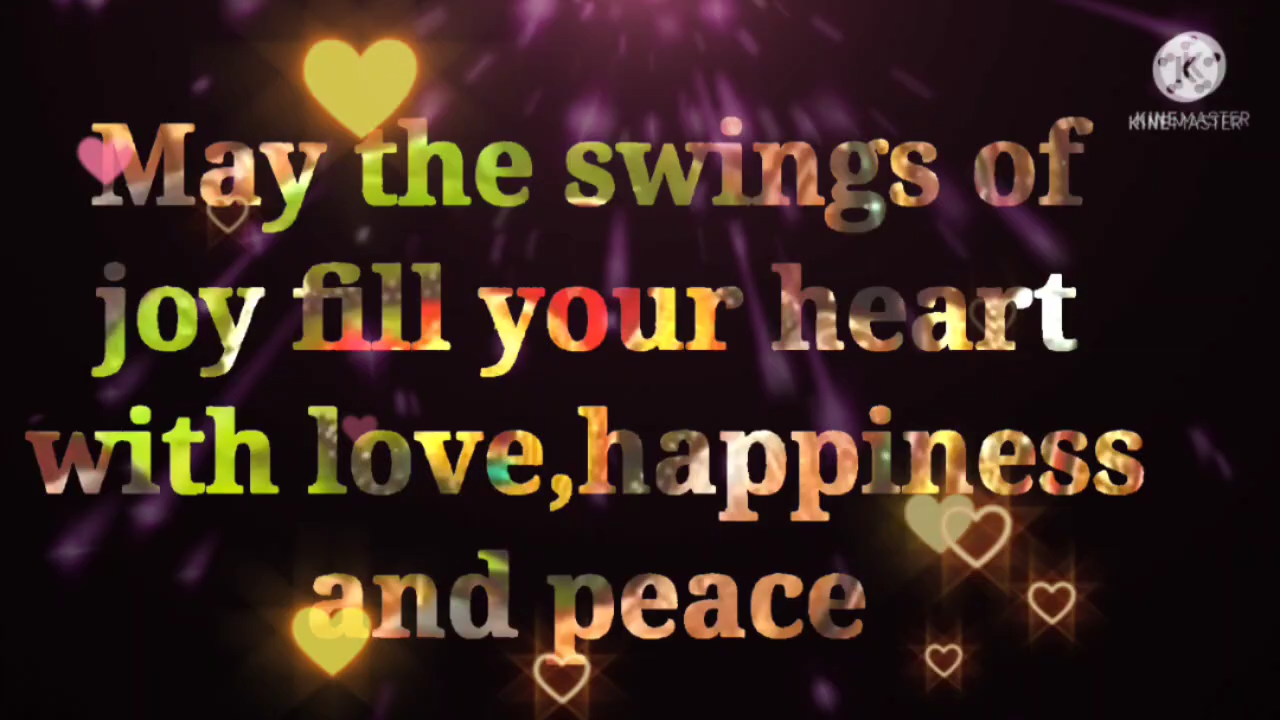 KINEMASTER
May the swings of
joy fill your heart
with love,happiness
and peace